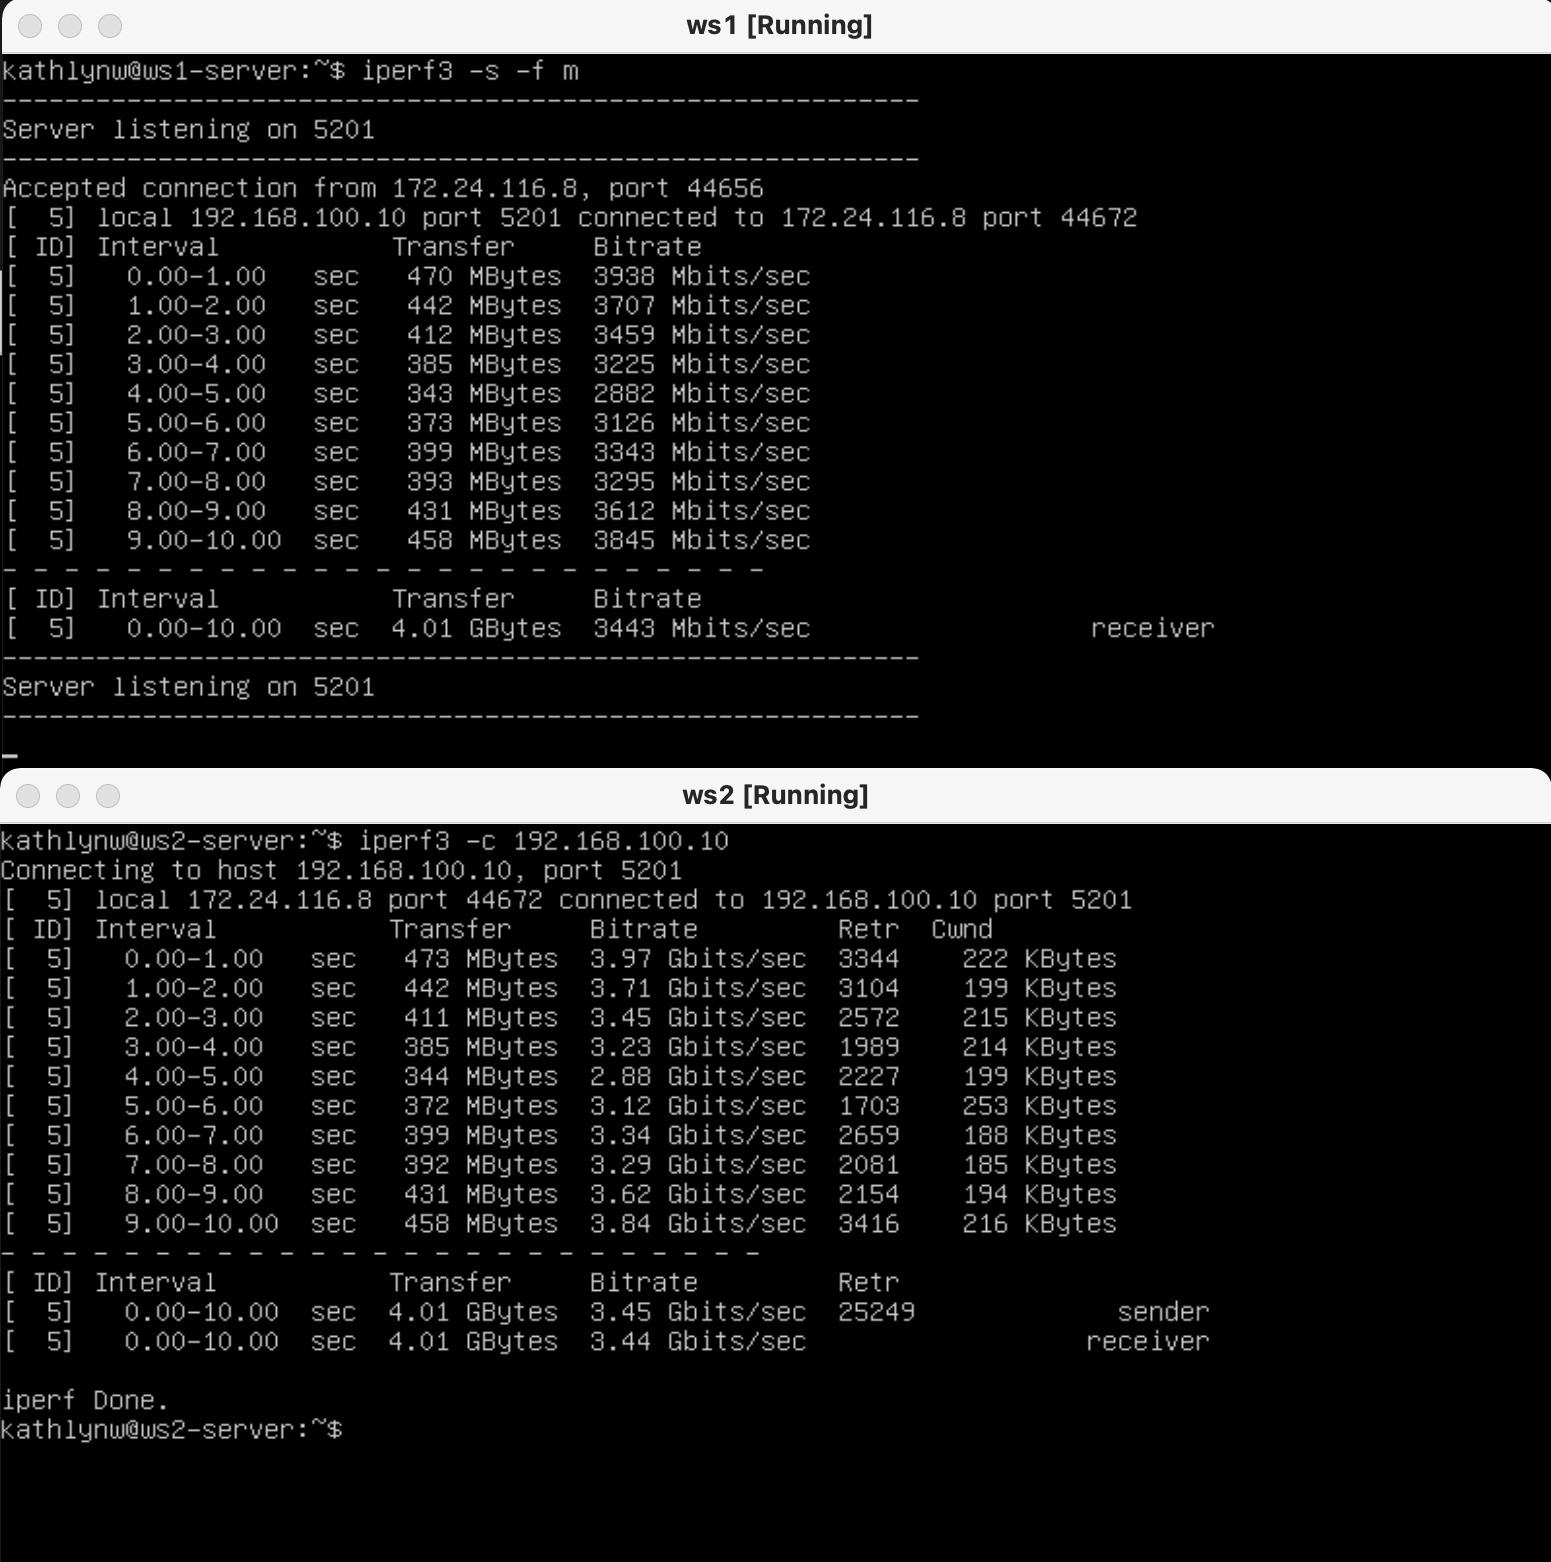 ws1 [Running]
kathlynw@ws1-server:~$ iperf3 -s -f m
-----------------------------------------------------------
Server listening on 5201
-----------------------------------------------------------
Accepted connection from 172.24.116.8, port 44656
[  5] local 192.168.100.10 port 5201 connected to 172.24.116.8 port 44672
[ ID] Interval           Transfer     Bitrate
[  5]   0.00-1.00   sec   470 MBytes  3938 Mbits/sec
[  5]   1.00-2.00   sec   442 MBytes  3707 Mbits/sec
[  5]   2.00-3.00   sec   412 MBytes  3459 Mbits/sec
[  5]   3.00-4.00   sec   385 MBytes  3225 Mbits/sec
[  5]   4.00-5.00   sec   343 MBytes  2882 Mbits/sec
[  5]   5.00-6.00   sec   373 MBytes  3126 Mbits/sec
[  5]   6.00-7.00   sec   399 MBytes  3343 Mbits/sec
[  5]   7.00-8.00   sec   393 MBytes  3295 Mbits/sec
[  5]   8.00-9.00   sec   431 MBytes  3612 Mbits/sec
[  5]   9.00-10.00  sec   458 MBytes  3845 Mbits/sec
- - - - - - - - - - - - - - - - - - - - - - - - -
[ ID] Interval           Transfer     Bitrate
[  5]   0.00-10.00  sec  4.01 GBytes  3443 Mbits/sec                  receiver
-----------------------------------------------------------
Server listening on 5201
-----------------------------------------------------------
ws2 [Running]
kathlynw@ws2-server:~$ iperf3 -c 192.168.100.10
Connecting to host 192.168.100.10, port 5201
[  5] local 172.24.116.8 port 44672 connected to 192.168.100.10 port 5201
[ ID] Interval           Transfer     Bitrate         Retr  Cwnd
[  5]   0.00-1.00   sec   473 MBytes  3.97 Gbits/sec  3344    222 KBytes
[  5]   1.00-2.00   sec   442 MBytes  3.71 Gbits/sec  3104    199 KBytes
[  5]   2.00-3.00   sec   411 MBytes  3.45 Gbits/sec  2572    215 KBytes
[  5]   3.00-4.00   sec   385 MBytes  3.23 Gbits/sec  1989    214 KBytes
[  5]   4.00-5.00   sec   344 MBytes  2.88 Gbits/sec  2227    199 KBytes
[  5]   5.00-6.00   sec   372 MBytes  3.12 Gbits/sec  1703    253 KBytes
[  5]   6.00-7.00   sec   399 MBytes  3.34 Gbits/sec  2659    188 KBytes
[  5]   7.00-8.00   sec   392 MBytes  3.29 Gbits/sec  2081    185 KBytes
[  5]   8.00-9.00   sec   431 MBytes  3.62 Gbits/sec  2154    194 KBytes
[  5]   9.00-10.00  sec   458 MBytes  3.84 Gbits/sec  3416    216 KBytes
- - - - - - - - - - - - - - - - - - - - - - - - -
[ ID] Interval           Transfer     Bitrate         Retr
[  5]   0.00-10.00  sec  4.01 GBytes  3.45 Gbits/sec  25249             sender
[  5]   0.00-10.00  sec  4.01 GBytes  3.44 Gbits/sec                  receiver
iperf Done.
kathlynw@ws2-server:~$